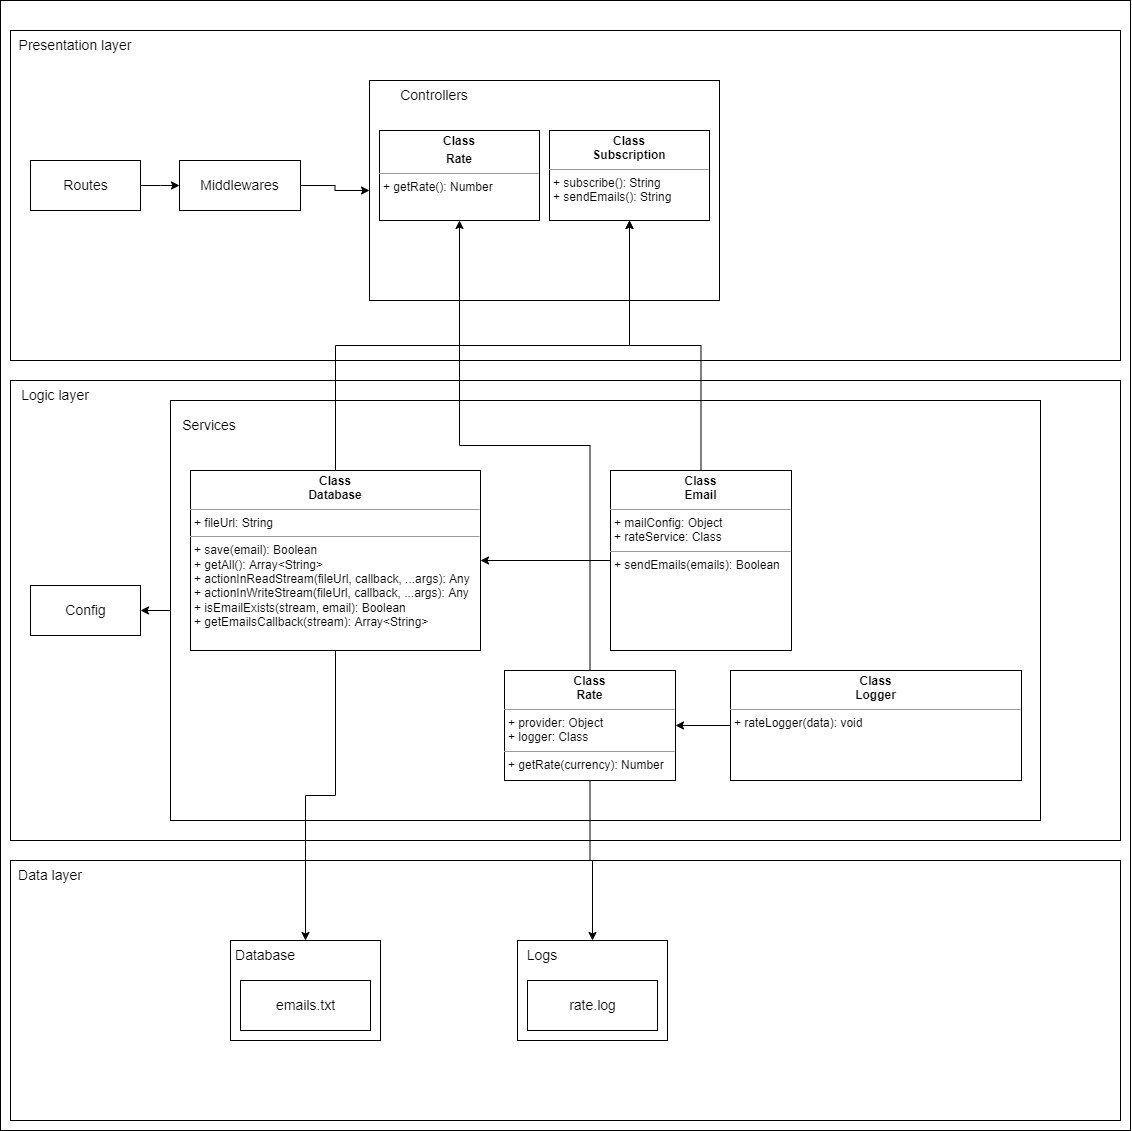 Presentation layer
Controllers
Class
Rate
+ getRate(): Number
Class
Subscription
+ subscribe(): String
+ sendEmails(): String
Routes
Middlewares
Logic layer
Services
Class
Database
+ fileUrl: String
+ save(email): Boolean
+ getAll(): Array<String>
+ actionInReadStream(fileUrl, callback, ...args): Any
+ actionInWriteStream(fileUrl, callback, ...args): Any
+ isEmailExists(stream, email): Boolean
+ getEmailsCallback(stream): Array<String>
Class
Email
+ mailConfig: Object
+ rateService: Class
+ sendEmails(emails): Boolean
Config
Class
Rate
+ provider: Object
+ logger: Class
+ getRate(currency): Number
Class
Logger
+ rateLogger(data): void
Data layer
Database
emails.txt
Logs
rate.log